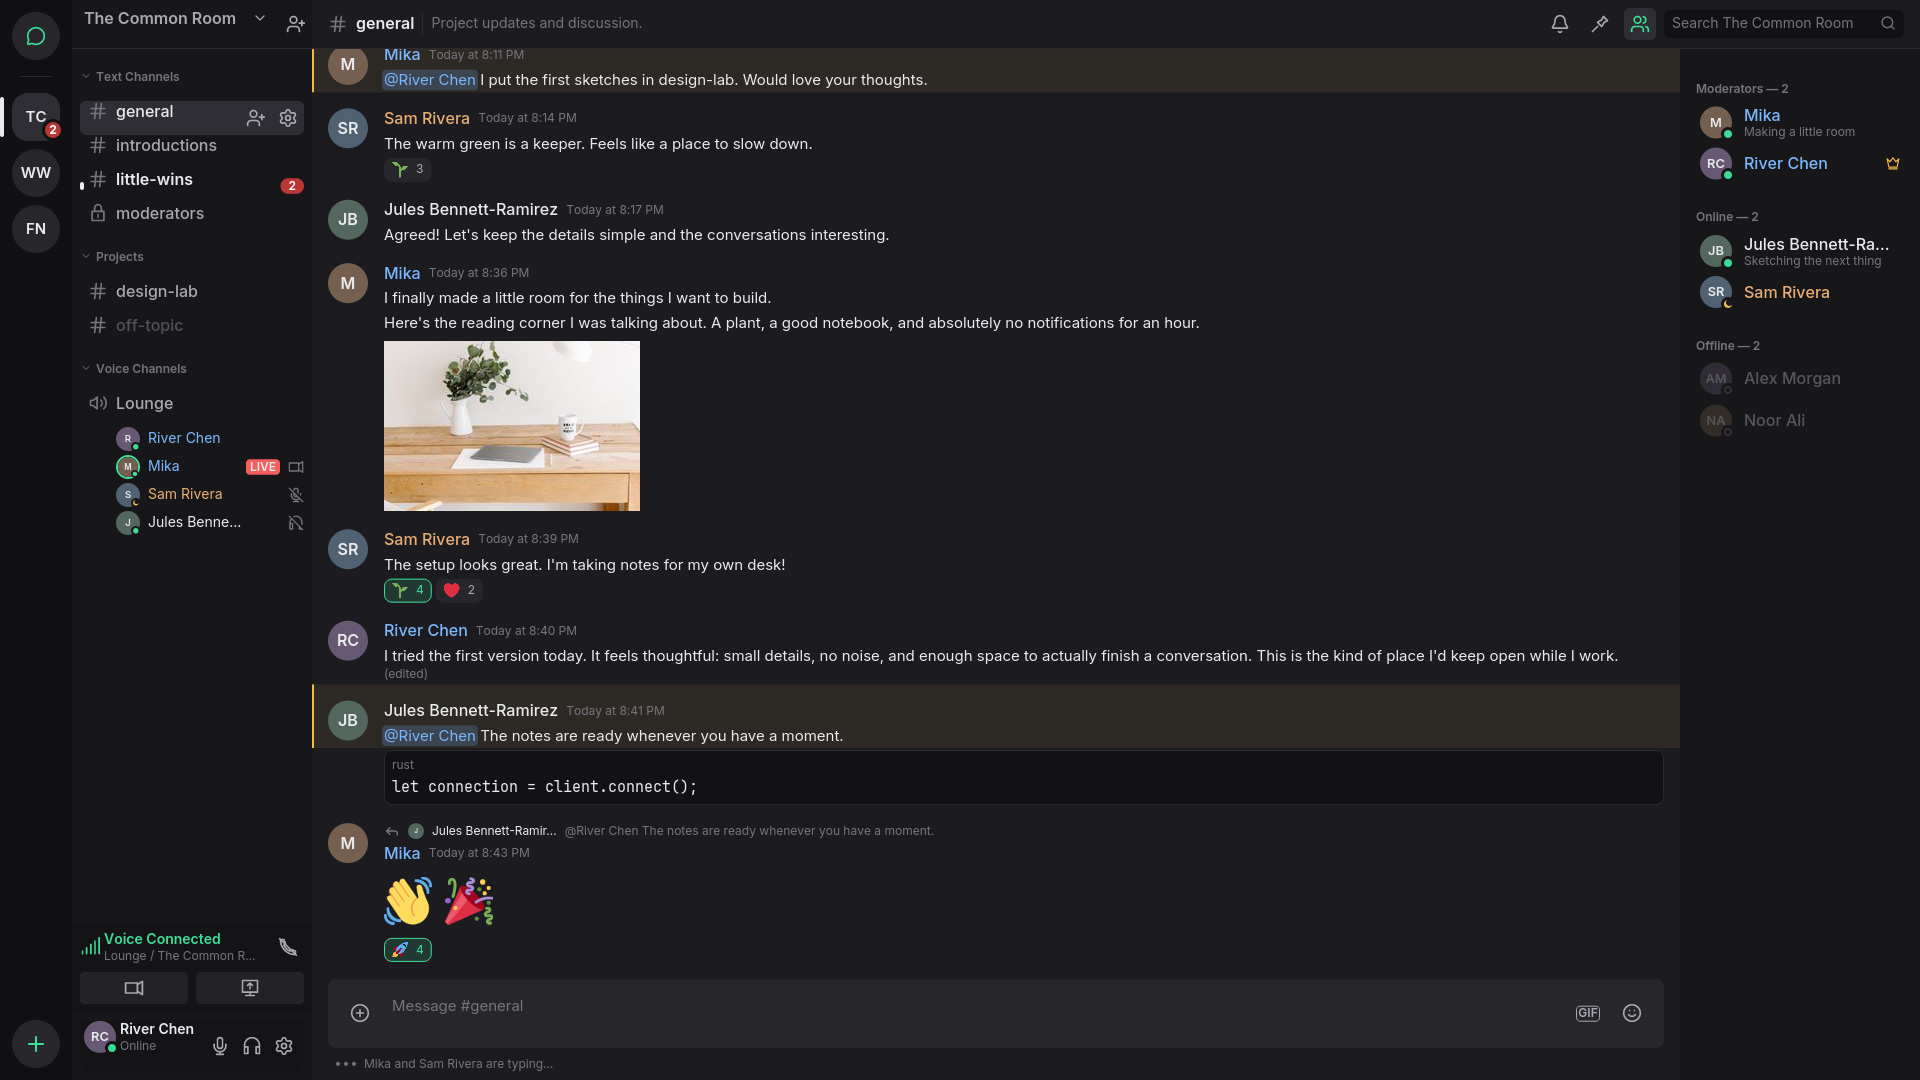 The Common Room
TC
2
WW
FN
Text Channels
general
introductions
little-wins
2
moderators
Projects
design-lab
off-topic
Voice Channels
Lounge
R
River Chen
M
Mika
LIVE
S
Sam Rivera
J
Jules Benne...
Voice Connected
Lounge / The Common R...
RC
River Chen
Online
general
Project updates and discussion.
Search The Common Room
M
Mika Today at 8:11 PM
@River Chen I put the first sketches in design-lab. Would love your thoughts.
SR
Sam Rivera Today at 8:14 PM
The warm green is a keeper. Feels like a place to slow down.
3
JB
Jules Bennett-Ramirez Today at 8:17 PM
Agreed! Let's keep the details simple and the conversations interesting.
M
Mika Today at 8:36 PM
I finally made a little room for the things I want to build.
Here's the reading corner I was talking about. A plant, a good notebook, and absolutely no notifications for an hour.
SR
Sam Rivera Today at 8:39 PM
The setup looks great. I'm taking notes for my own desk!
4
2
RC
River Chen Today at 8:40 PM
I tried the first version today. It feels thoughtful: small details, no noise, and enough space to actually finish a conversation. This is the kind of place I'd keep open while I work.
(edited)
JB
Jules Bennett-Ramirez Today at 8:41 PM
@River Chen The notes are ready whenever you have a moment.
rust
let connection = client.connect();
J
Jules Bennett-Ramir... @River Chen The notes are ready whenever you have a moment.
M
Mika Today at 8:43 PM
👋 🎉
4
Message #general
GIF
Mika and Sam Rivera are typing...
Moderators — 2
M
Mika
Making a little room
RC
River Chen
Online — 2
JB
Jules Bennett-Ra...
Sketching the next thing
SR
Sam Rivera
Offline — 2
AM
Alex Morgan
NA
Noor Ali